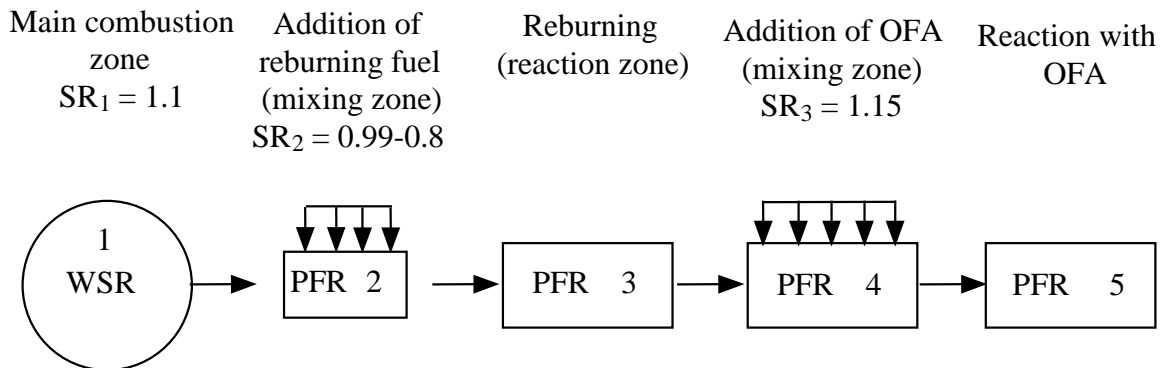 Main combustion
zone
SR₁ = 1.1
Addition of
reburning fuel
(mixing zone)
SR₂ = 0.99-0.8
Reburning
(reaction zone)
Addition of OFA
(mixing zone)
SR₃ = 1.15
Reaction with
OFA
1
WSR
PFR 2
PFR 3
PFR 4
PFR 5